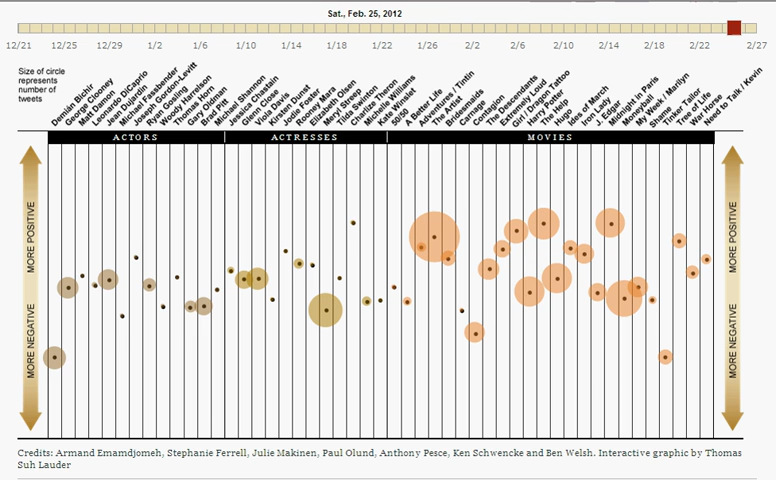 Sat., Feb. 25, 2012
12/21 12/25 12/29 1/2 1/6 1/10 1/14 1/18 1/22 1/26 2/2 2/6 2/10 2/14 2/18 2/22 2/27
Size of circle
represents
number of
tweets
Demián Bichir
George Clooney
Matt Damon
Leonardo DiCaprio
Jean Dujardin
Michael Fassbender
Joseph Gordon-Levitt
Ryan Gosling
Woody Harrelson
Thomas Horn
Gary Oldman
Brad Pitt
Michael Shannon
Jessica Chastain
Glenn Close
Viola Davis
Kirsten Dunst
Jodie Foster
Rooney Mara
Elizabeth Olsen
Meryl Streep
Tilda Swinton
Charlize Theron
Michelle Williams
Kate Winslet
50/50
A Better Life
Adventures / Tintin
The Artist
Bridesmaids
Carnage
Contagion
The Descendants
Extremely Loud
Girl / Dragon Tattoo
Harry Potter
The Help
Hugo
Ides of March
Iron Lady
J. Edgar
Midnight in Paris
Moneyball
My Week / Marilyn
Shame
Tinker Tailor
Tree of Life
War Horse
Need to Talk / Kevin
ACTORS ACTRESSES MOVIES
MORE POSITIVE
MORE NEGATIVE
MORE POSITIVE
MORE NEGATIVE
Credits: Armand Emamdjomeh, Stephanie Ferrell, Julie Makinen, Paul Olund, Anthony Pesce, Ken Schwencke and Ben Welsh. Interactive graphic by Thomas
Suh Lauder